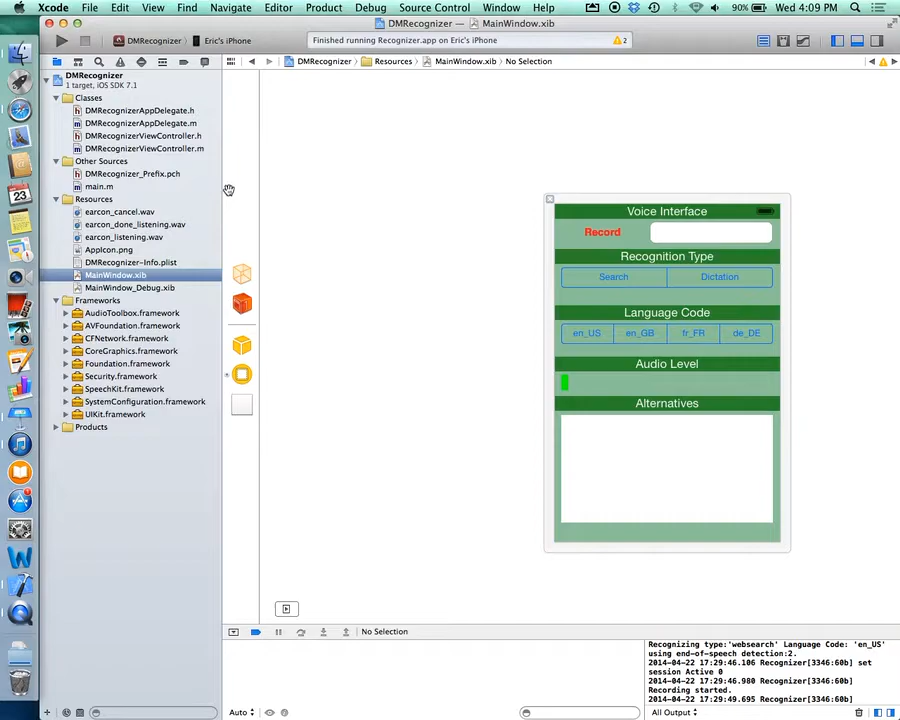 Xcode File Edit View Find Navigate Editor Product Debug Source Control Window Help 90% Wed 4:09 PM
DMRecognizer — MainWindow.xib
DMRecognizer Eric's iPhone Finished running Recognizer.app on Eric's iPhone 2
DMRecognizer Resources MainWindow.xib No Selection
DMRecognizer
1 target, iOS SDK 7.1
Classes
DMRecognizerAppDelegate.h
DMRecognizerAppDelegate.m
DMRecognizerViewController.h
DMRecognizerViewController.m
Other Sources
DMRecognizer_Prefix.pch
main.m
Resources
earcon_cancel.wav
earcon_done_listening.wav
earcon_listening.wav
AppIcon.png
DMRecognizer-Info.plist
MainWindow.xib
MainWindow_Debug.xib
Frameworks
AudioToolbox.framework
AVFoundation.framework
CFNetwork.framework
CoreGraphics.framework
Foundation.framework
Security.framework
SpeechKit.framework
SystemConfiguration.framework
UIKit.framework
Products
23
Voice Interface
Record
Recognition Type
Search Dictation
Language Code
en_US en_GB fr_FR de_DE
Audio Level
Alternatives
No Selection
Recognizing type:'websearch' Language Code: 'en_US'
using end-of-speech detection:2.
2014-04-22 17:29:46.106 Recognizer[3346:60b] set
session Active 0
2014-04-22 17:29:46.980 Recognizer[3346:60b]
Recording started.
2014-04-22 17:29:49.695 Recognizer[3346:60b]
Auto All Output